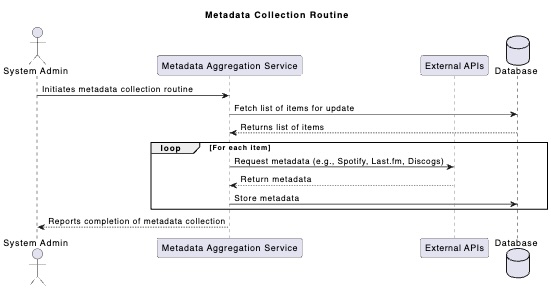 Metadata Collection Routine
System Admin
Metadata Aggregation Service
External APIs
Database
Initiates metadata collection routine
Fetch list of items for update
Returns list of items
loop [For each item]
Request metadata (e.g., Spotify, Last.fm, Discogs)
Return metadata
Store metadata
Reports completion of metadata collection
System Admin
Metadata Aggregation Service
External APIs
Database